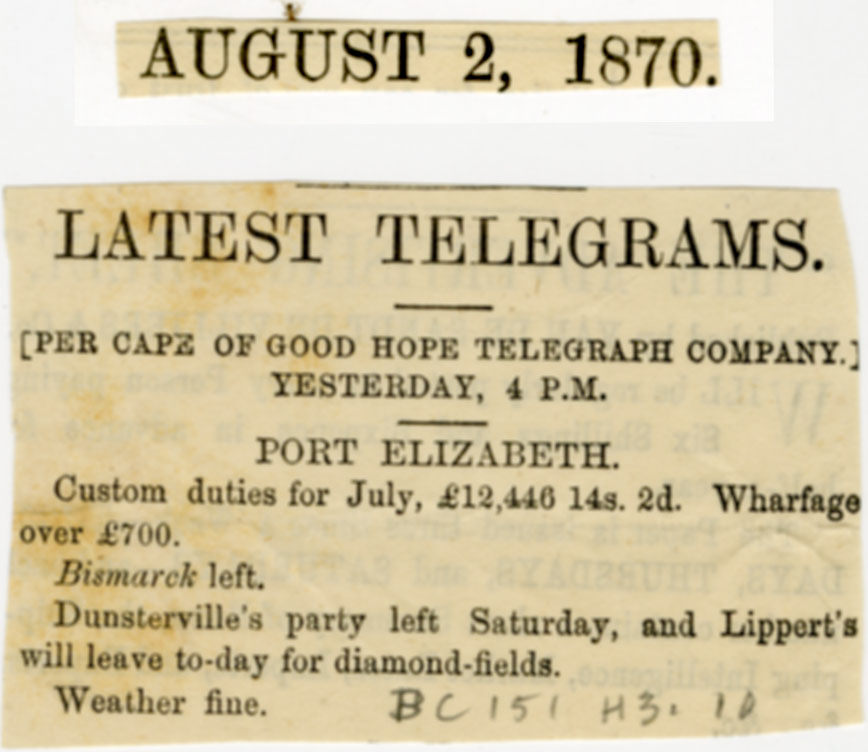 AUGUST 2, 1870.
LATEST TELEGRAMS.
[PER CAPE OF GOOD HOPE TELEGRAPH COMPANY.]
YESTERDAY, 4 P.M.
PORT ELIZABETH.
Custom duties for July, £12,446 14s. 2d. Wharfage
over £700.
Bismarck left.
Dunsterville's party left Saturday, and Lippert's
will leave to-day for diamond-fields.
Weather fine.
BC 151 H3. 10